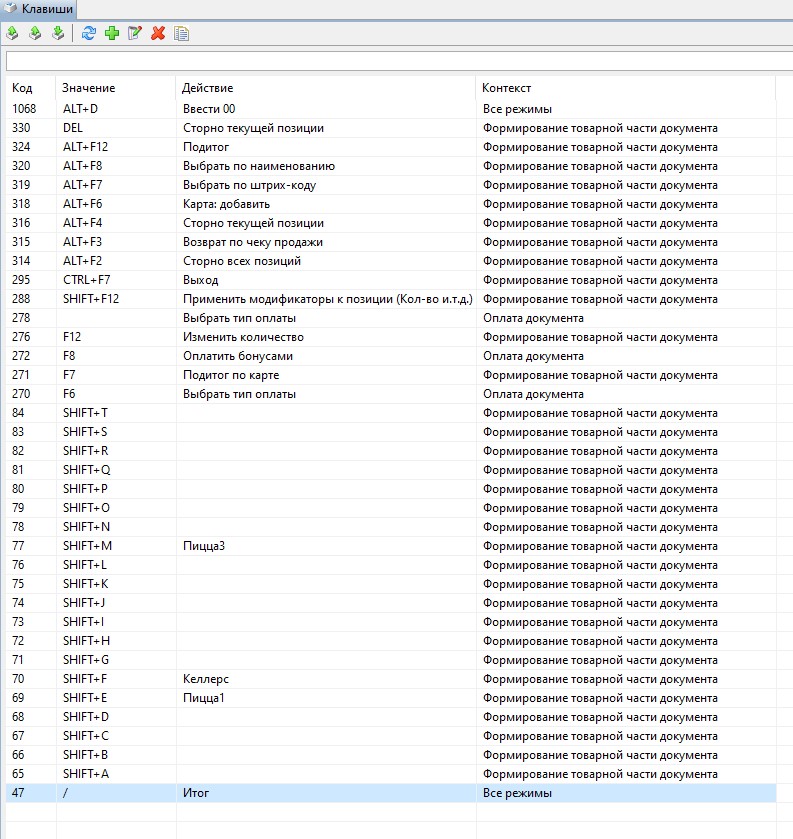 Клавиши
Код Значение Действие Контекст
1068 ALT+D Ввести 00 Все режимы
330 DEL Сторно текущей позиции Формирование товарной части документа
324 ALT+F12 Подитог Формирование товарной части документа
320 ALT+F8 Выбрать по наименованию Формирование товарной части документа
319 ALT+F7 Выбрать по штрих-коду Формирование товарной части документа
318 ALT+F6 Карта: добавить Формирование товарной части документа
316 ALT+F4 Сторно текущей позиции Формирование товарной части документа
315 ALT+F3 Возврат по чеку продажи Формирование товарной части документа
314 ALT+F2 Сторно всех позиций Формирование товарной части документа
295 CTRL+F7 Выход Формирование товарной части документа
288 SHIFT+F12 Применить модификаторы к позиции (Кол-во и.т.д.) Формирование товарной части документа
278 Выбрать тип оплаты Оплата документа
276 F12 Изменить количество Формирование товарной части документа
272 F8 Оплатить бонусами Оплата документа
271 F7 Подитог по карте Формирование товарной части документа
270 F6 Выбрать тип оплаты Оплата документа
84 SHIFT+T Формирование товарной части документа
83 SHIFT+S Формирование товарной части документа
82 SHIFT+R Формирование товарной части документа
81 SHIFT+Q Формирование товарной части документа
80 SHIFT+P Формирование товарной части документа
79 SHIFT+O Формирование товарной части документа
78 SHIFT+N Формирование товарной части документа
77 SHIFT+M Пицца3 Формирование товарной части документа
76 SHIFT+L Формирование товарной части документа
75 SHIFT+K Формирование товарной части документа
74 SHIFT+J Формирование товарной части документа
73 SHIFT+I Формирование товарной части документа
72 SHIFT+H Формирование товарной части документа
71 SHIFT+G Формирование товарной части документа
70 SHIFT+F Келлерс Формирование товарной части документа
69 SHIFT+E Пицца1 Формирование товарной части документа
68 SHIFT+D Формирование товарной части документа
67 SHIFT+C Формирование товарной части документа
66 SHIFT+B Формирование товарной части документа
65 SHIFT+A Формирование товарной части документа
47 / Итог Все режимы